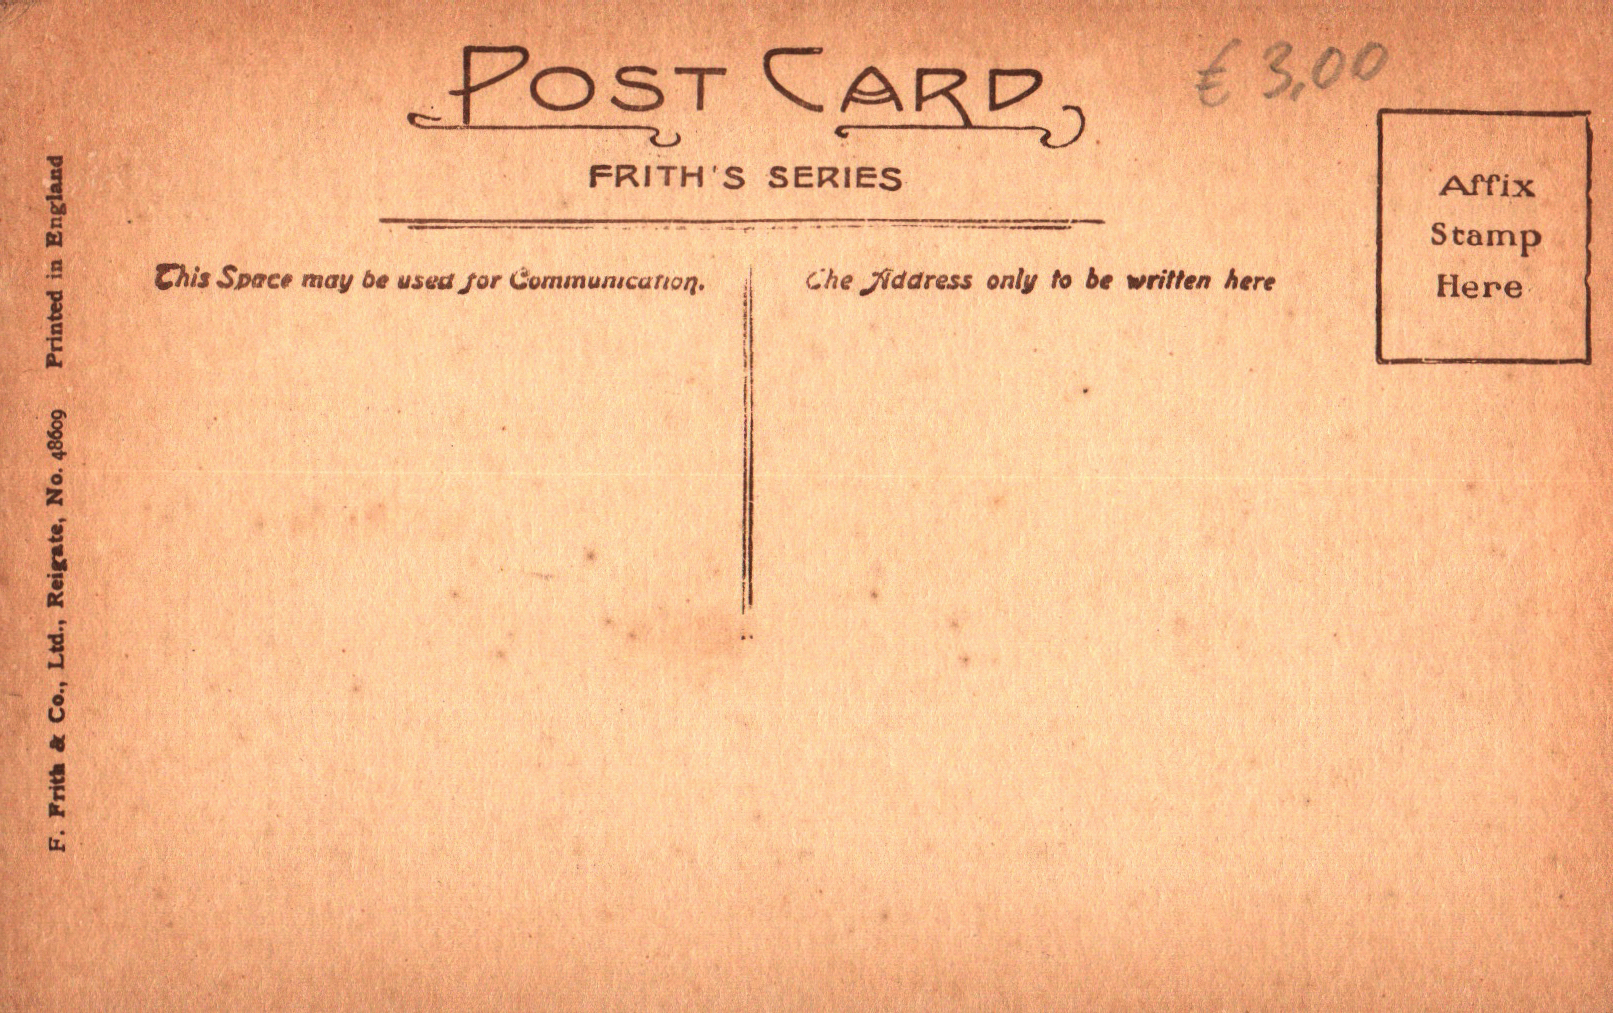 POST CARD
€ 3,00
FRITH'S SERIES
Affix
Stamp
Here
This Space may be used for Communication.
The Address only to be written here
F. Frith & Co., Ltd., Reigate, No. 48609 Printed in England